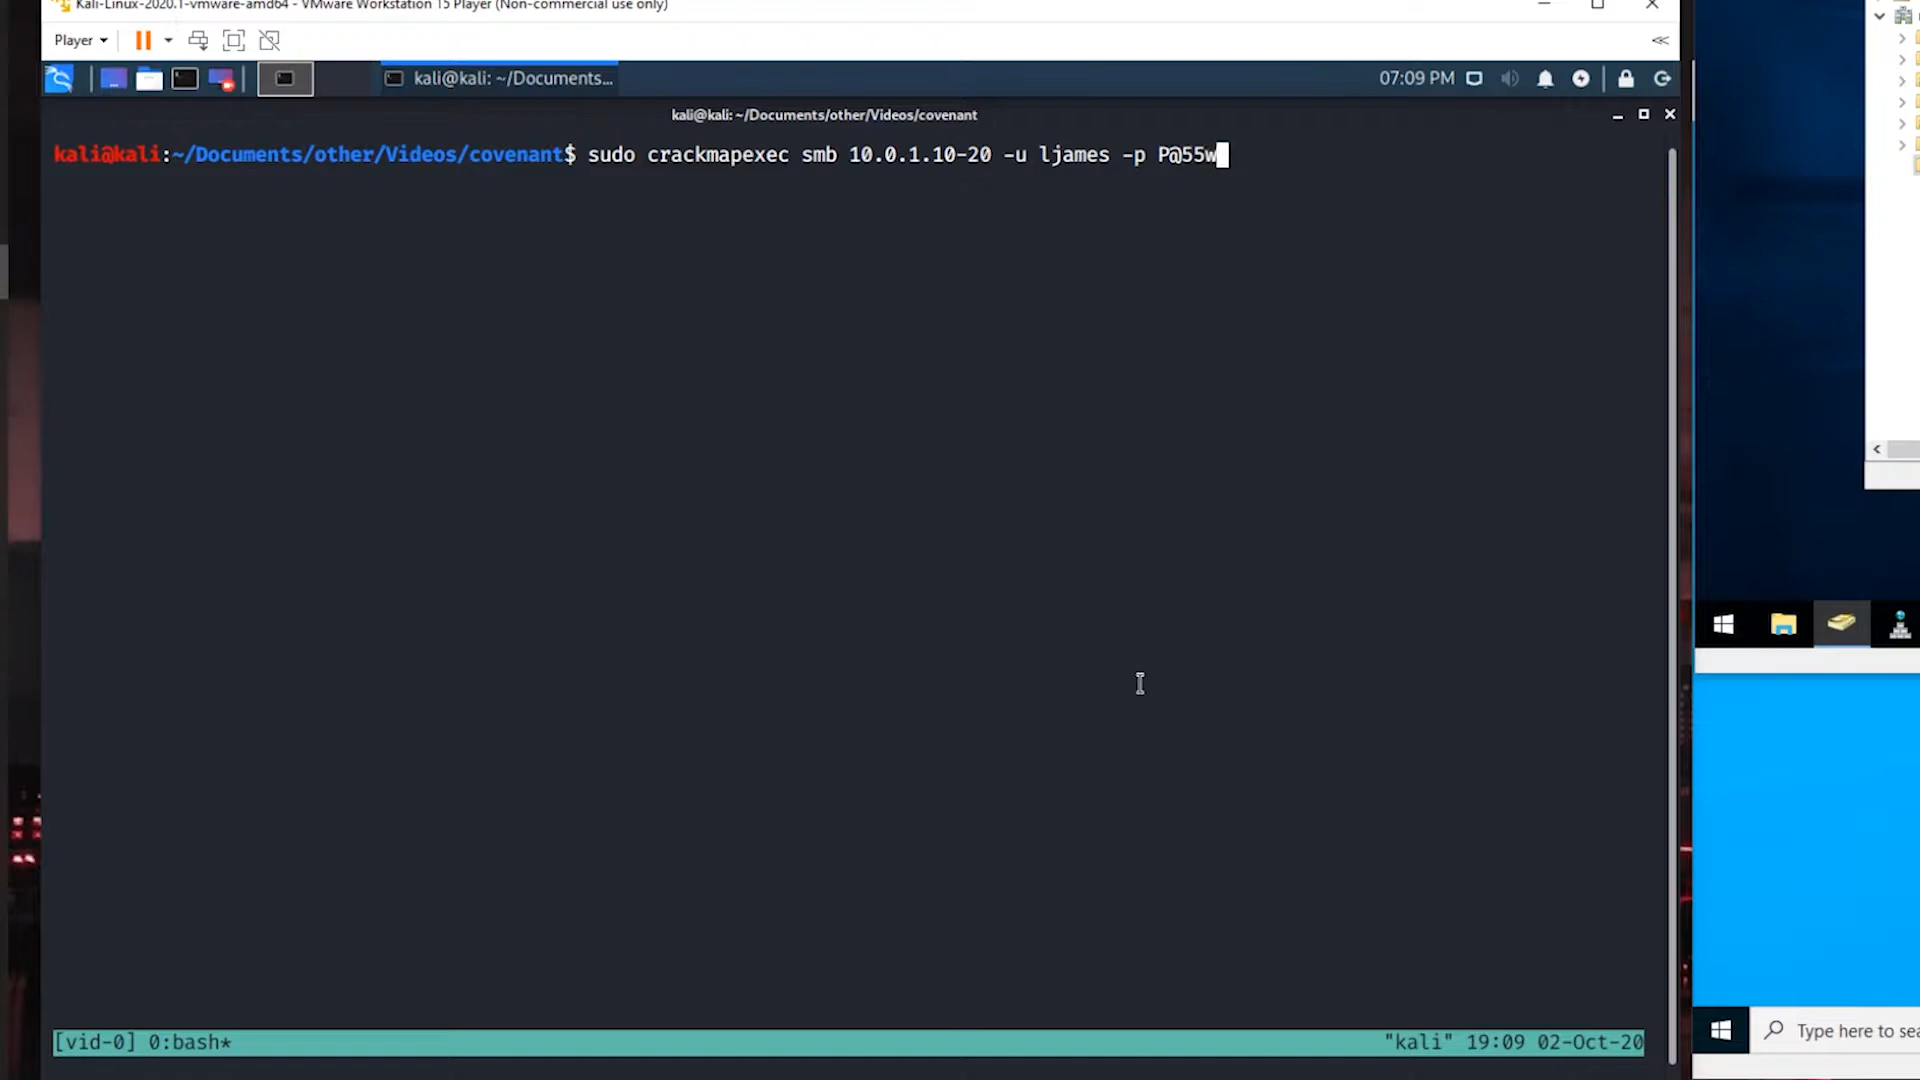 Kali-Linux-2020.1-vmware-amd64 - VMware Workstation 15 Player (Non-commercial use only)
Player
kali@kali: ~/Documents...
07:09 PM
kali@kali: ~/Documents/other/Videos/covenant
kali@kali:~/Documents/other/Videos/covenant$ sudo crackmapexec smb 10.0.1.10-20 -u ljames -p P@55w
[vid-0] 0:bash*
"kali" 19:09 02-Oct-20
Type here to sea